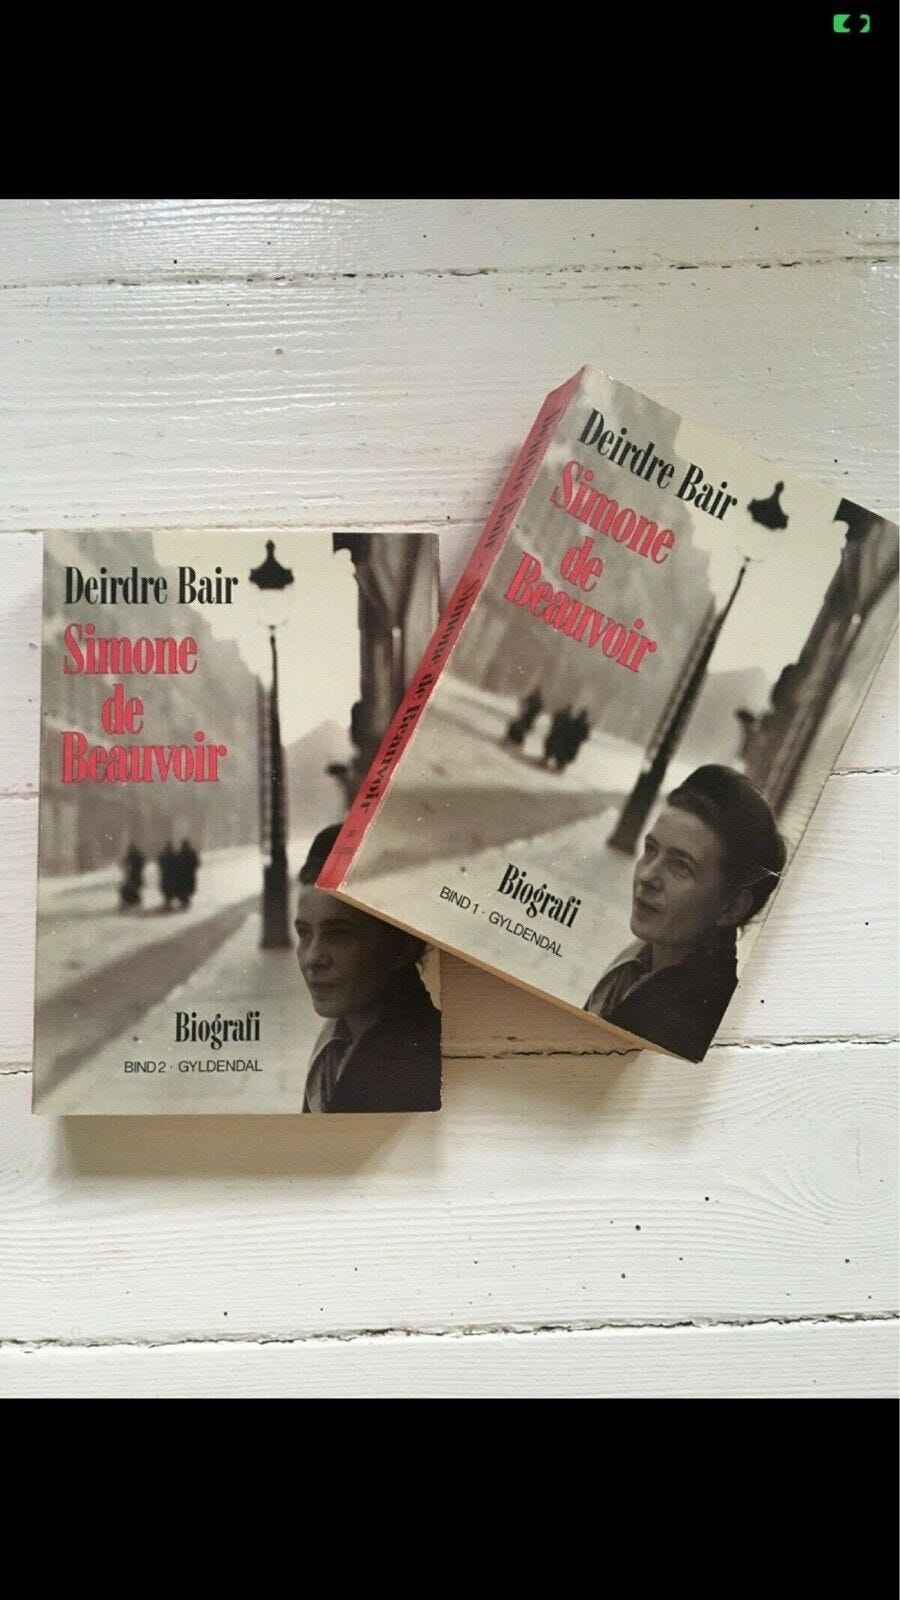 Deirdre Bair
Simone
de
Beauvoir
Biografi
BIND 2 · GYLDENDAL
Deirdre Bair
Simone
de
Beauvoir
Biografi
BIND 1 · GYLDENDAL
Deirdre Bair Simone de Beauvoir